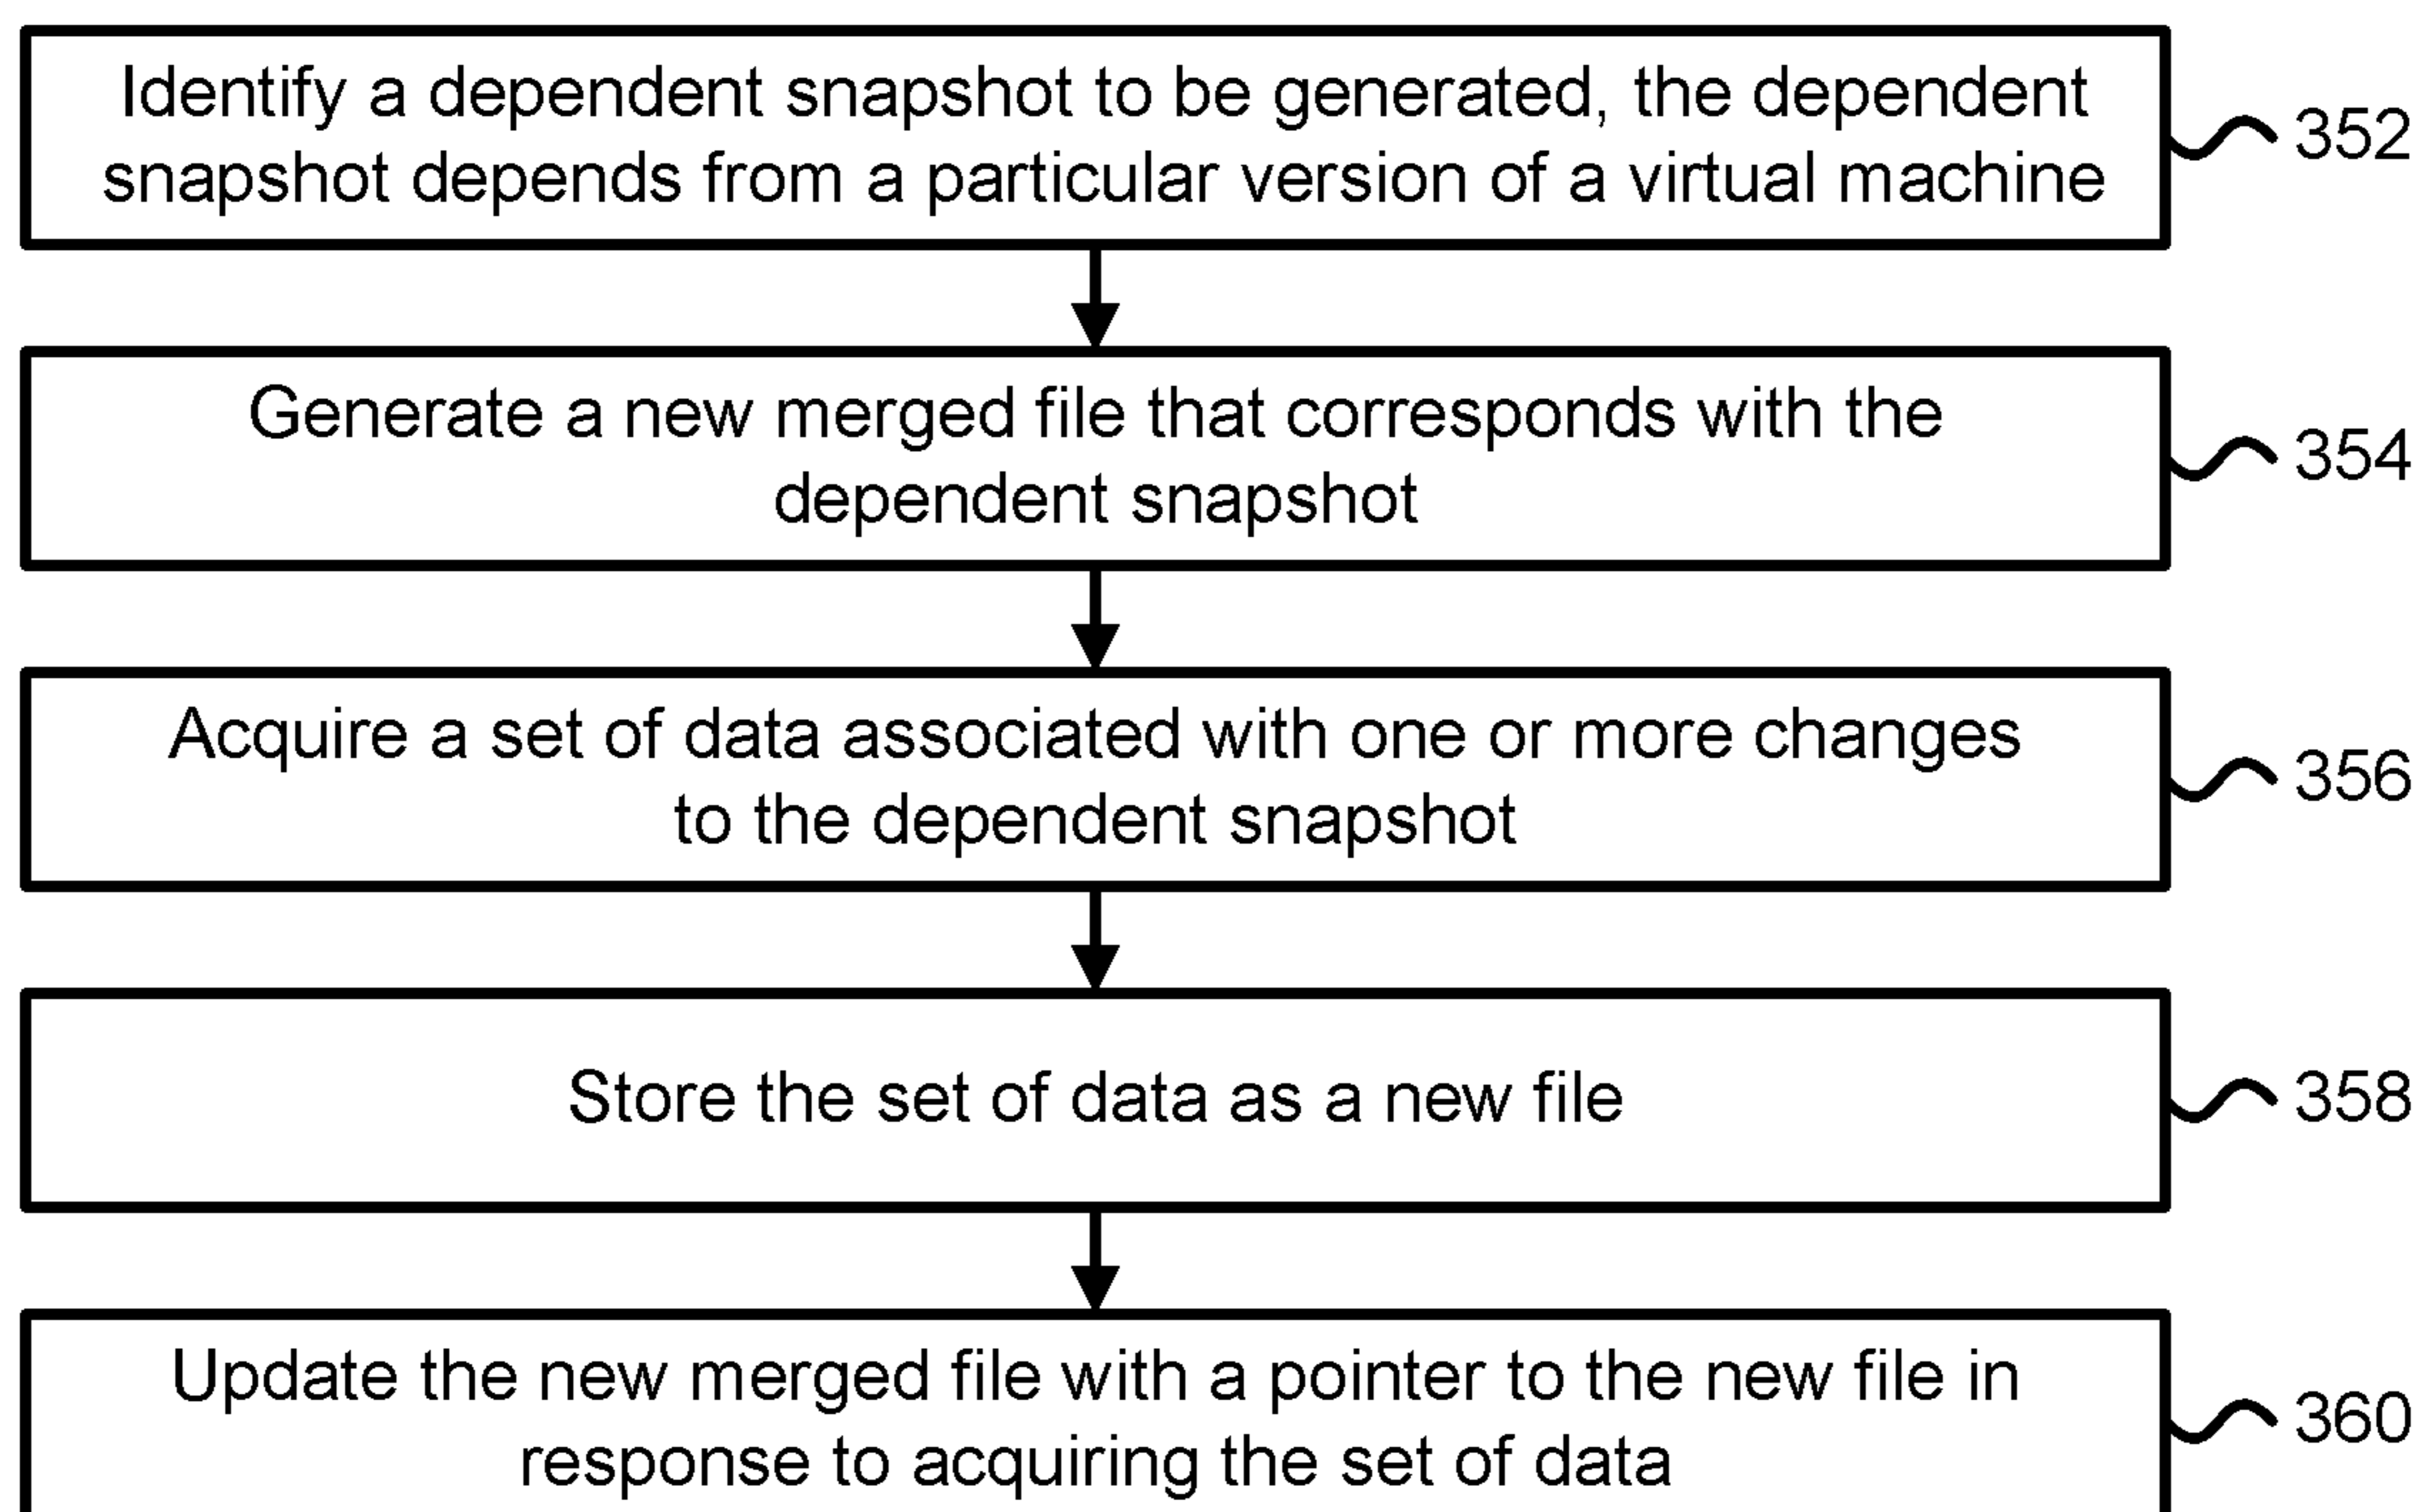 Identify a dependent snapshot to be generated, the dependent
snapshot depends from a particular version of a virtual machine
352
Generate a new merged file that corresponds with the
dependent snapshot
354
Acquire a set of data associated with one or more changes
to the dependent snapshot
356
Store the set of data as a new file
358
Update the new merged file with a pointer to the new file in
response to acquiring the set of data
360